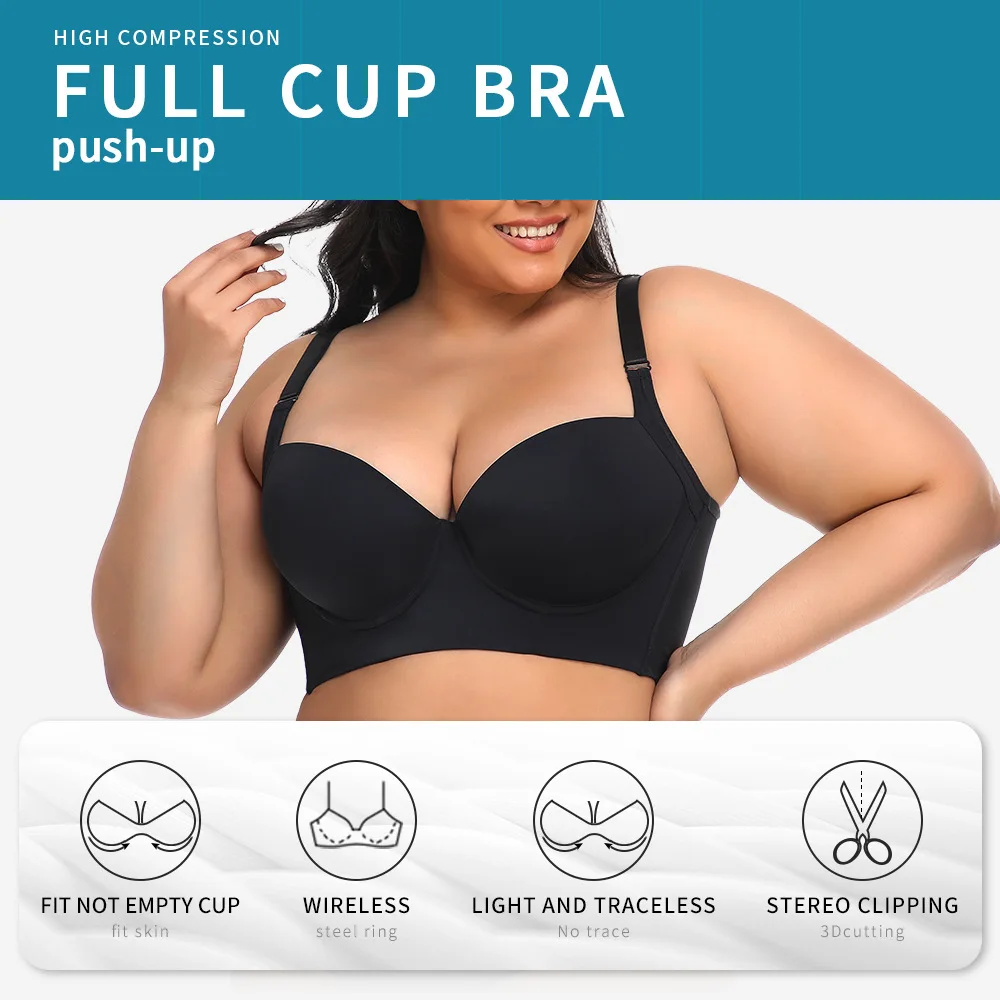 HIGH COMPRESSION
FULL CUP BRA
push-up
FIT NOT EMPTY CUP
fit skin
WIRELESS
steel ring
LIGHT AND TRACELESS
No trace
STEREO CLIPPING
3Dcutting